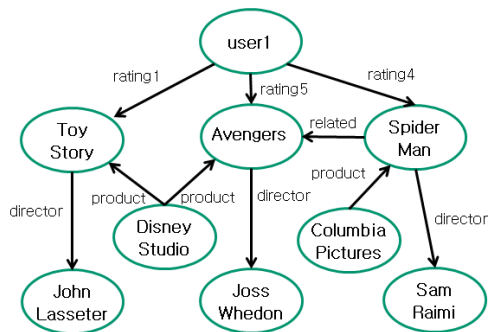 user1
rating1
rating5
rating4
Toy
Story
Avengers
related
Spider
Man
product
director
product
product
Disney
Studio
Columbia
Pictures
director
director
John
Lasseter
Joss
Whedon
Sam
Raimi